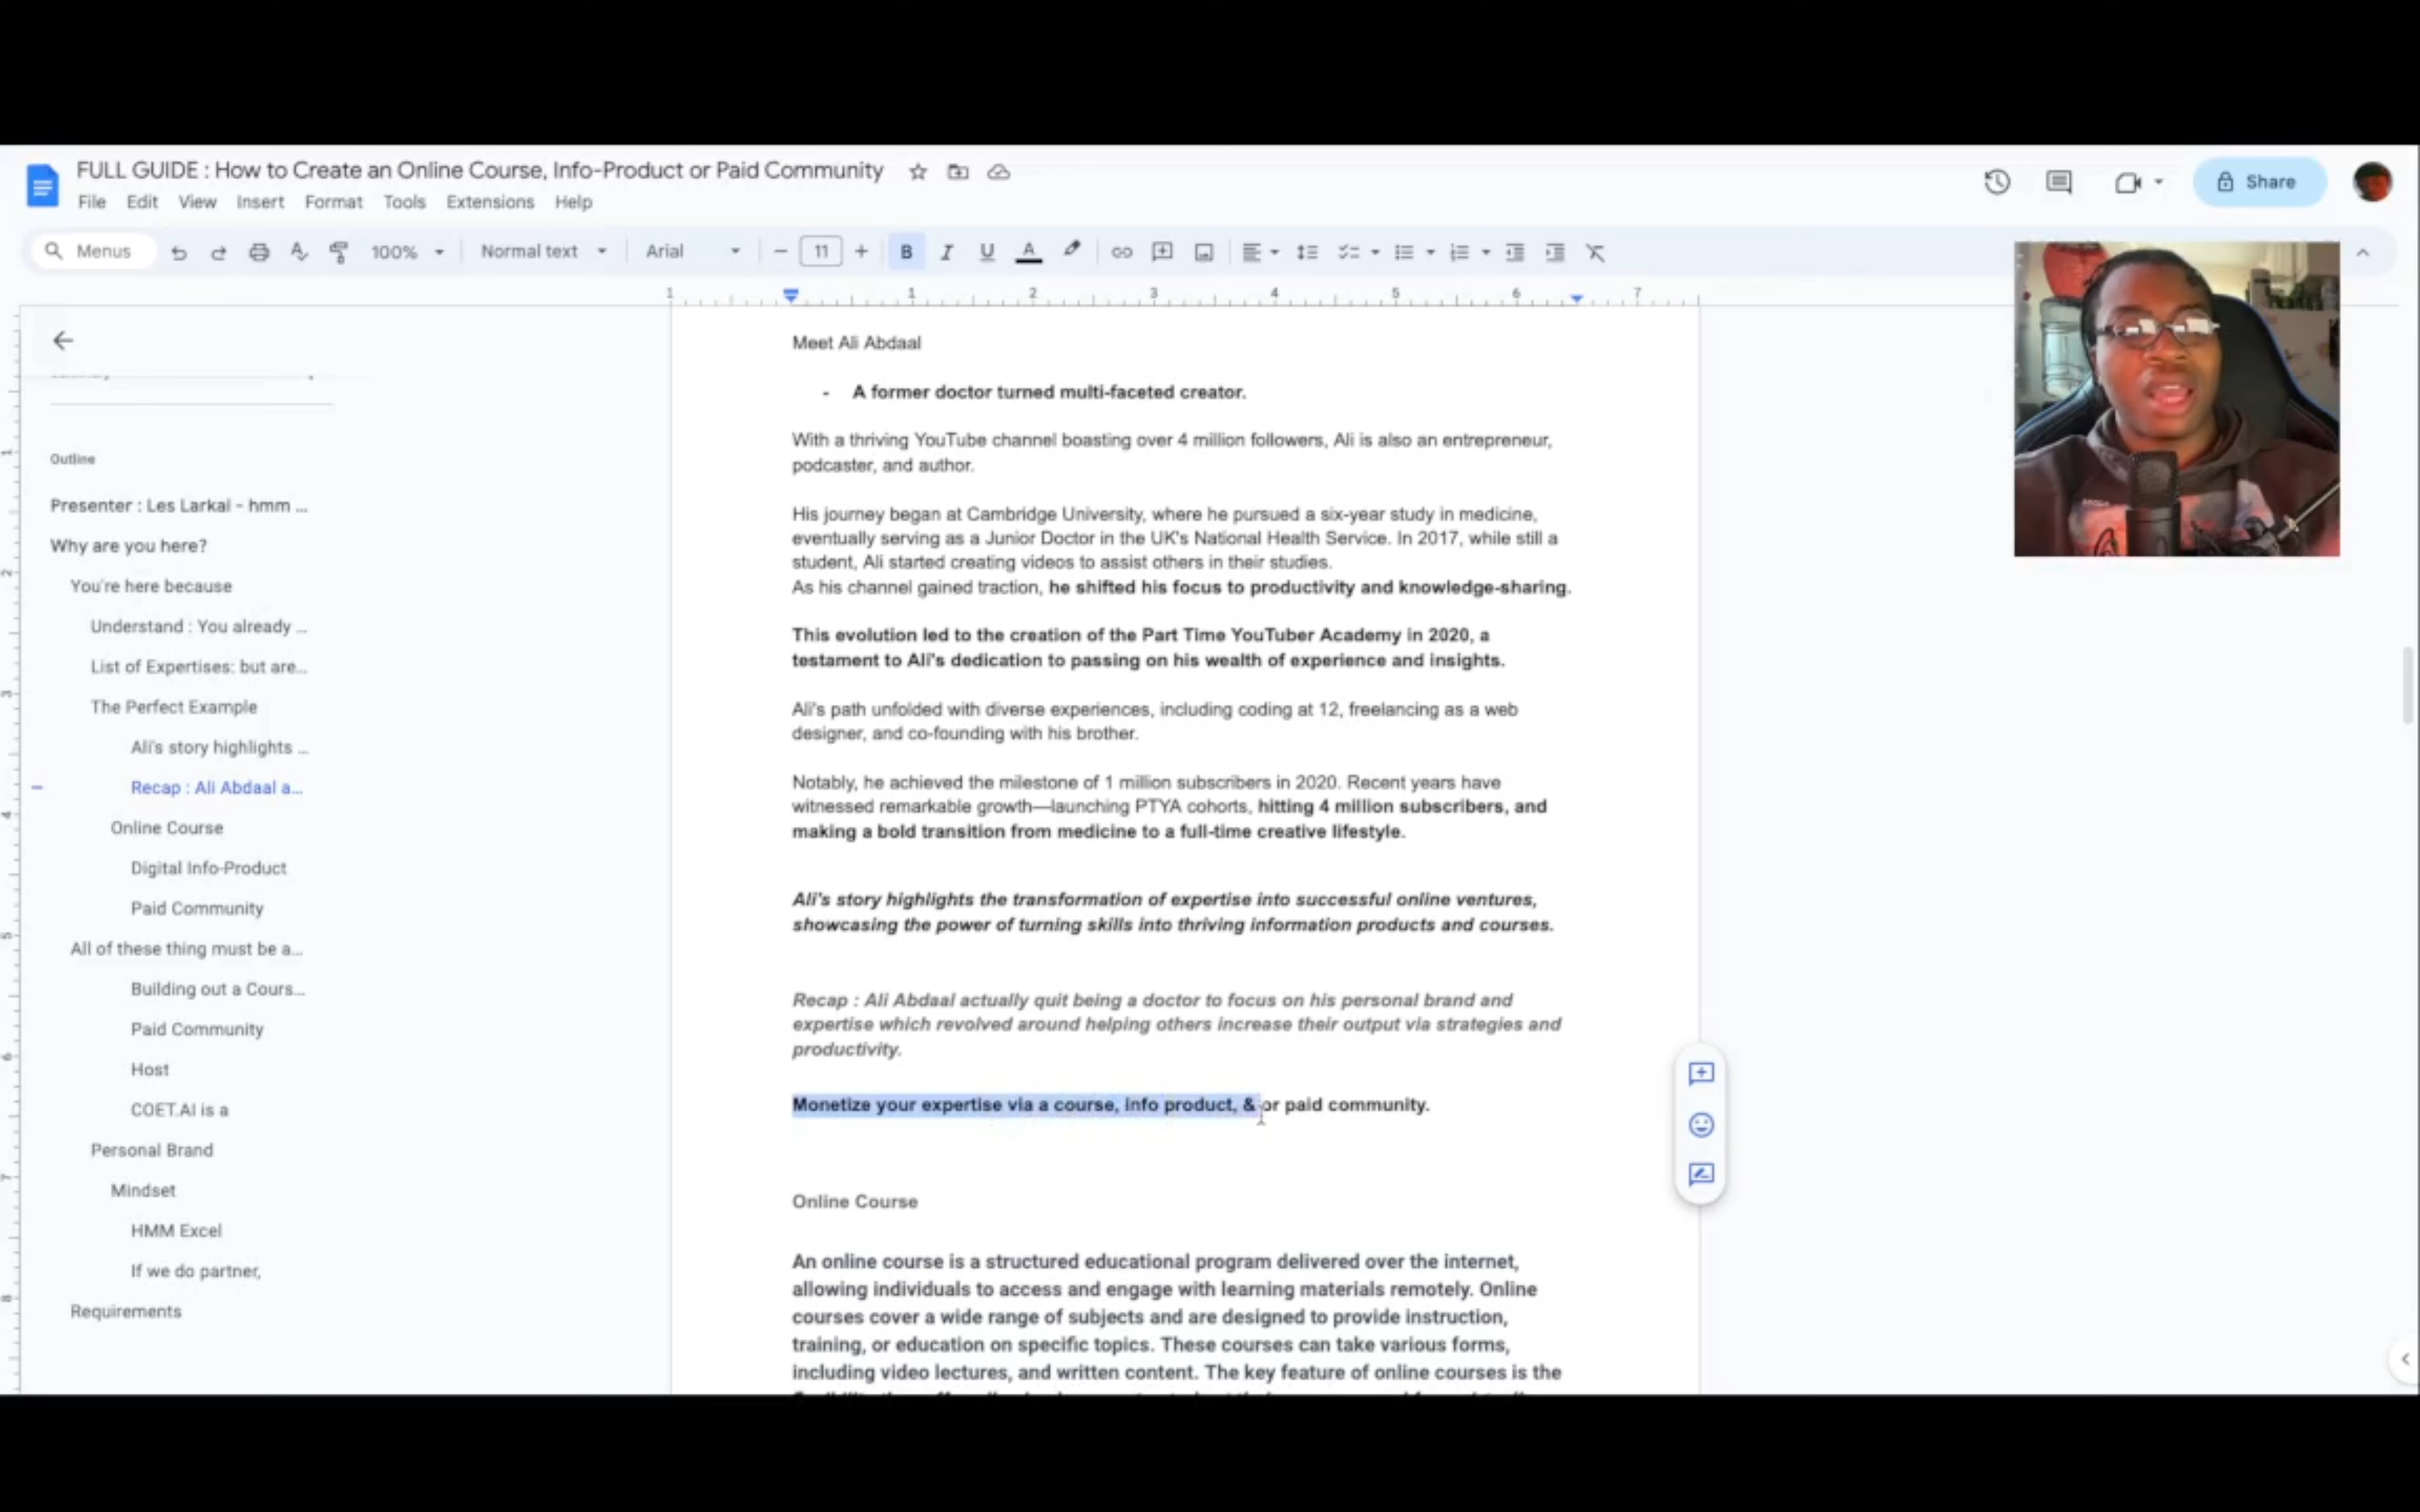 FULL GUIDE : How to Create an Online Course, Info-Product or Paid Community
File Edit View Insert Format Tools Extensions Help
Share
Menus 100% Normal text Arial 11 B I U A
1 1 2 3 4 5 6 7
Outline
Presenter : Les Larkal - hmm ...
Why are you here?
You're here because
Understand : You already ...
List of Expertises: but are...
The Perfect Example
Ali's story highlights ...
Recap : Ali Abdaal a...
Online Course
Digital Info-Product
Paid Community
All of these thing must be a...
Building out a Cours...
Paid Community
Host
COET.AI is a
Personal Brand
Mindset
HMM Excel
If we do partner,
Requirements
Meet Ali Abdaal
- A former doctor turned multi-faceted creator.
With a thriving YouTube channel boasting over 4 million followers, Ali is also an entrepreneur,
podcaster, and author.
His journey began at Cambridge University, where he pursued a six-year study in medicine,
eventually serving as a Junior Doctor in the UK's National Health Service. In 2017, while still a
student, Ali started creating videos to assist others in their studies.
As his channel gained traction, he shifted his focus to productivity and knowledge-sharing.
This evolution led to the creation of the Part Time YouTuber Academy in 2020, a
testament to Ali's dedication to passing on his wealth of experience and insights.
Ali's path unfolded with diverse experiences, including coding at 12, freelancing as a web
designer, and co-founding with his brother.
Notably, he achieved the milestone of 1 million subscribers in 2020. Recent years have
witnessed remarkable growth—launching PTYA cohorts, hitting 4 million subscribers, and
making a bold transition from medicine to a full-time creative lifestyle.
Ali's story highlights the transformation of expertise into successful online ventures,
showcasing the power of turning skills into thriving information products and courses.
Recap : Ali Abdaal actually quit being a doctor to focus on his personal brand and
expertise which revolved around helping others increase their output via strategies and
productivity.
Monetize your expertise via a course, info product, & or paid community.
Online Course
An online course is a structured educational program delivered over the internet,
allowing individuals to access and engage with learning materials remotely. Online
courses cover a wide range of subjects and are designed to provide instruction,
training, or education on specific topics. These courses can take various forms,
including video lectures, and written content. The key feature of online courses is the